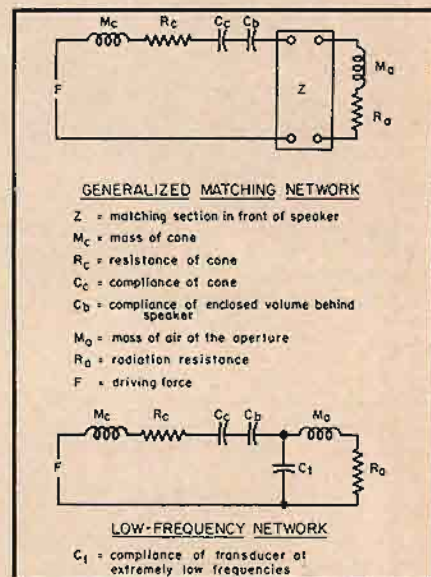 Mc Rc Cc Cb
F
Z
Ma
Ra
GENERALIZED MATCHING NETWORK
Z = matching section in front of speaker
Mc = mass of cone
Rc = resistance of cone
Cc = compliance of cone
Cb = compliance of enclosed volume behind
speaker
Ma = mass of air of the aperture
Ra = radiation resistance
F = driving force
Mc Rc Cc Cb Ma
F
C1
Ra
LOW-FREQUENCY NETWORK
C1 = compliance of transducer at
extremely low frequencies